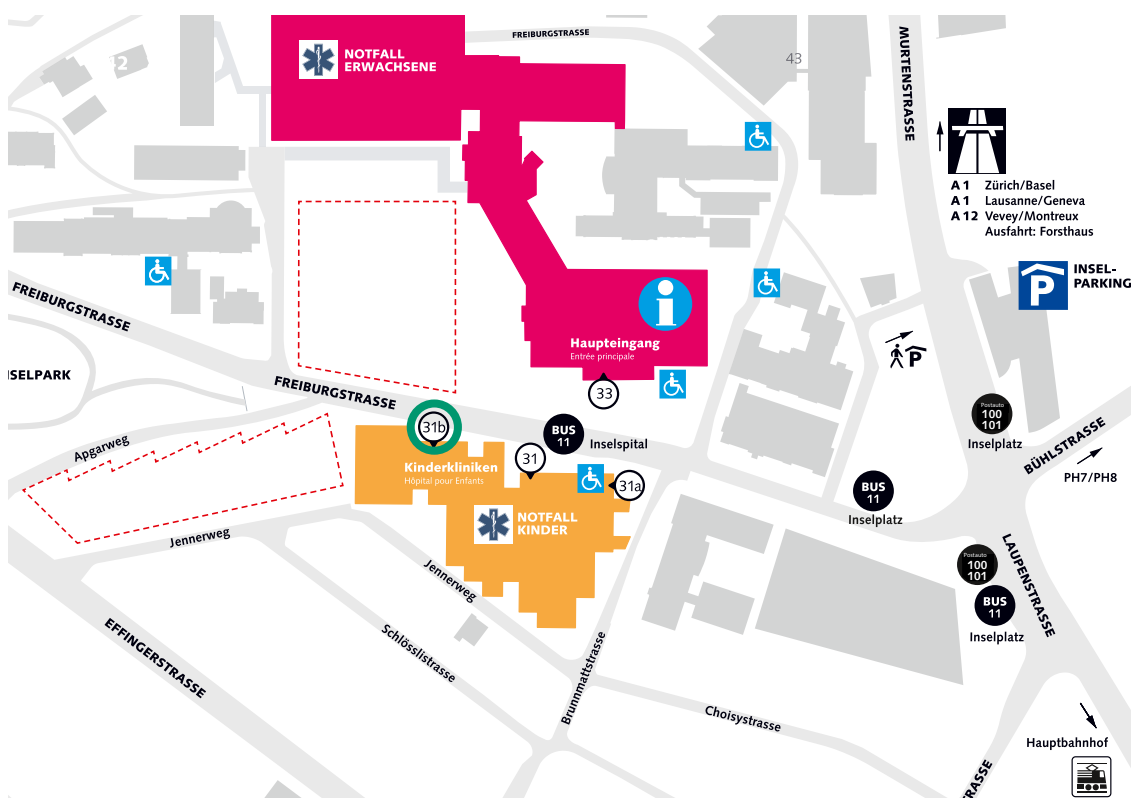 FREIBURGSTRASSE
NOTFALL
ERWACHSENE
43
MURTENSTRASSE
A 1 Zürich/Basel
A 1 Lausanne/Geneva
A 12 Vevey/Montreux
Ausfahrt: Forsthaus
INSEL-
PARKING
P
FREIBURGSTRASSE
Haupteingang
Entrée principale
P
33
FREIBURGSTRASSE
31b
BUS
11
Inselspital
31
31a
Kinderkliniken
Hôpital pour Enfants
NOTFALL
KINDER
Apgarweg
Jennerweg
Jennerweg
Postauto
100
101
Inselplatz
BÜHLSTRASSE
PH7/PH8
BUS
11
Inselplatz
Postauto
100
101
BUS
11
Inselplatz
LAUPENSTRASSE
EFFINGERSTRASSE
Schlösslistrasse
Brunnmattstrasse
Choisystrasse
Hauptbahnhof